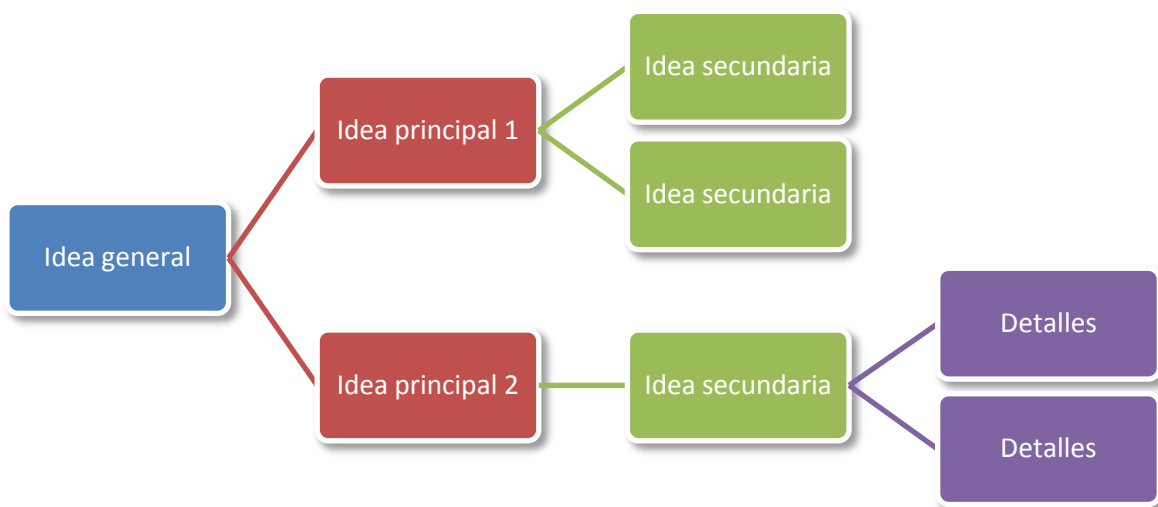 Idea general
Idea principal 1
Idea secundaria
Idea secundaria
Idea principal 2
Idea secundaria
Detalles
Detalles